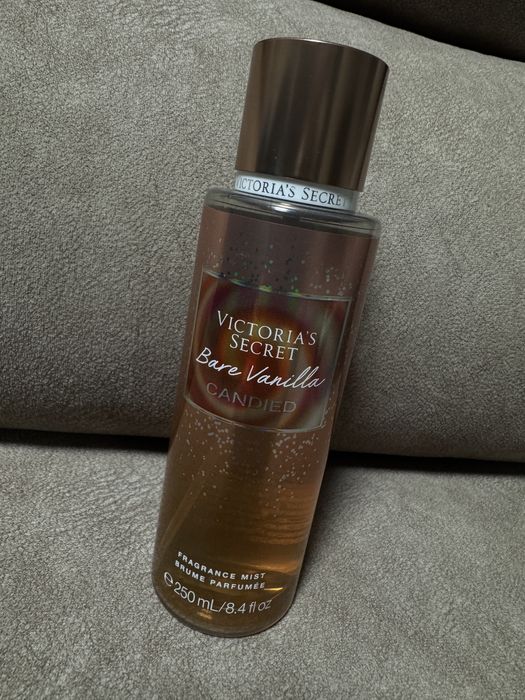 VICTORIA'S SECRET
VICTORIA'S
SECRET
Bare Vanilla
CANDIED
FRAGRANCE MIST
BRUME PARFUMÉE
℮250 mL/8.4 fl oz